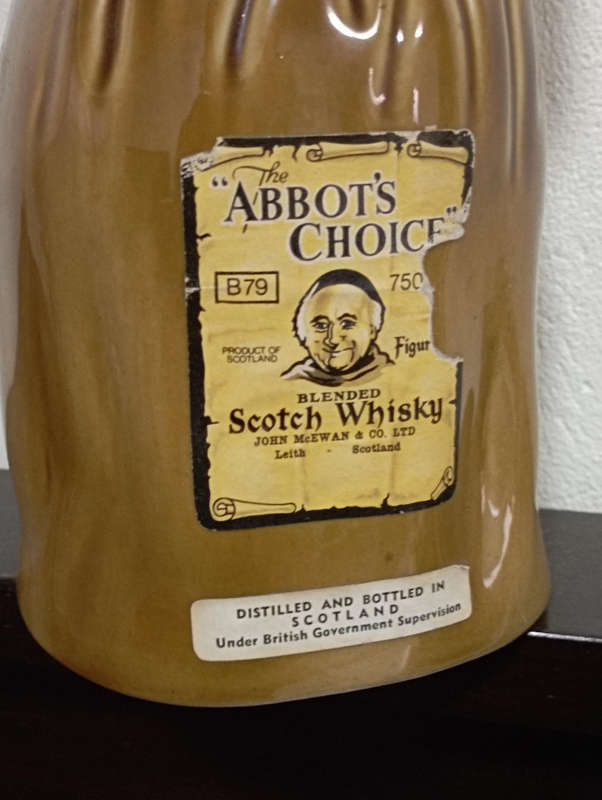 The
"ABBOT'S
CHOICE"
B79
750
PRODUCT OF
SCOTLAND
Figur
BLENDED
Scotch Whisky
JOHN McEWAN & CO. LTD
Leith - Scotland
DISTILLED AND BOTTLED IN
SCOTLAND
Under British Government Supervision